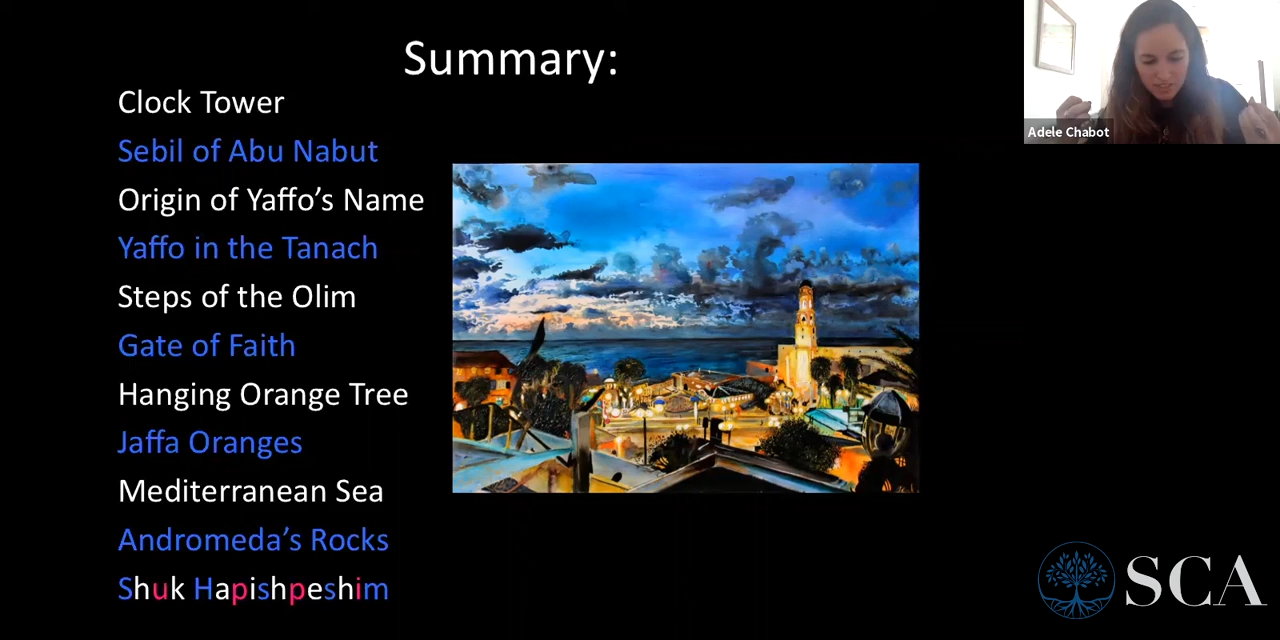 Summary:
Clock Tower
Sebil of Abu Nabut
Origin of Yaffo’s Name
Yaffo in the Tanach
Steps of the Olim
Gate of Faith
Hanging Orange Tree
Jaffa Oranges
Mediterranean Sea
Andromeda’s Rocks
Shuk Hapishpeshim
Adele Chabot
SCA